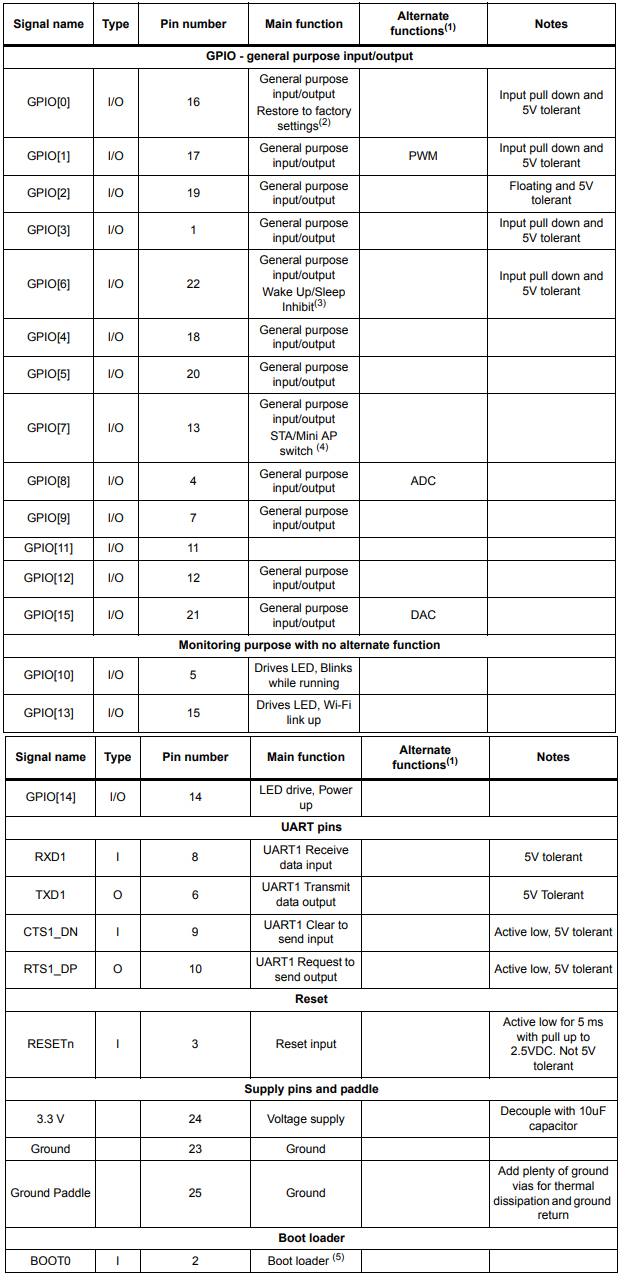 Signal name Type Pin number Main function Alternate functions(1) Notes
GPIO - general purpose input/output
GPIO[0] I/O 16 General purpose input/output Restore to factory settings(2) Input pull down and 5V tolerant
GPIO[1] I/O 17 General purpose input/output PWM Input pull down and 5V tolerant
GPIO[2] I/O 19 General purpose input/output Floating and 5V tolerant
GPIO[3] I/O 1 General purpose input/output Input pull down and 5V tolerant
GPIO[6] I/O 22 General purpose input/output Wake Up/Sleep Inhibit(3) Input pull down and 5V tolerant
GPIO[4] I/O 18 General purpose input/output
GPIO[5] I/O 20 General purpose input/output
GPIO[7] I/O 13 General purpose input/output STA/Mini AP switch (4)
GPIO[8] I/O 4 General purpose input/output ADC
GPIO[9] I/O 7 General purpose input/output
GPIO[11] I/O 11
GPIO[12] I/O 12 General purpose input/output
GPIO[15] I/O 21 General purpose input/output DAC
Monitoring purpose with no alternate function
GPIO[10] I/O 5 Drives LED, Blinks while running
GPIO[13] I/O 15 Drives LED, Wi-Fi link up
Signal name Type Pin number Main function Alternate functions(1) Notes
GPIO[14] I/O 14 LED drive, Power up
UART pins
RXD1 I 8 UART1 Receive data input 5V tolerant
TXD1 O 6 UART1 Transmit data output 5V Tolerant
CTS1_DN I 9 UART1 Clear to send input Active low, 5V tolerant
RTS1_DP O 10 UART1 Request to send output Active low, 5V tolerant
Reset
RESETn I 3 Reset input Active low for 5 ms with pull up to 2.5VDC. Not 5V tolerant
Supply pins and paddle
3.3 V 24 Voltage supply Decouple with 10uF capacitor
Ground 23 Ground
Ground Paddle 25 Ground Add plenty of ground vias for thermal dissipation and ground return
Boot loader
BOOT0 I 2 Boot loader (5)